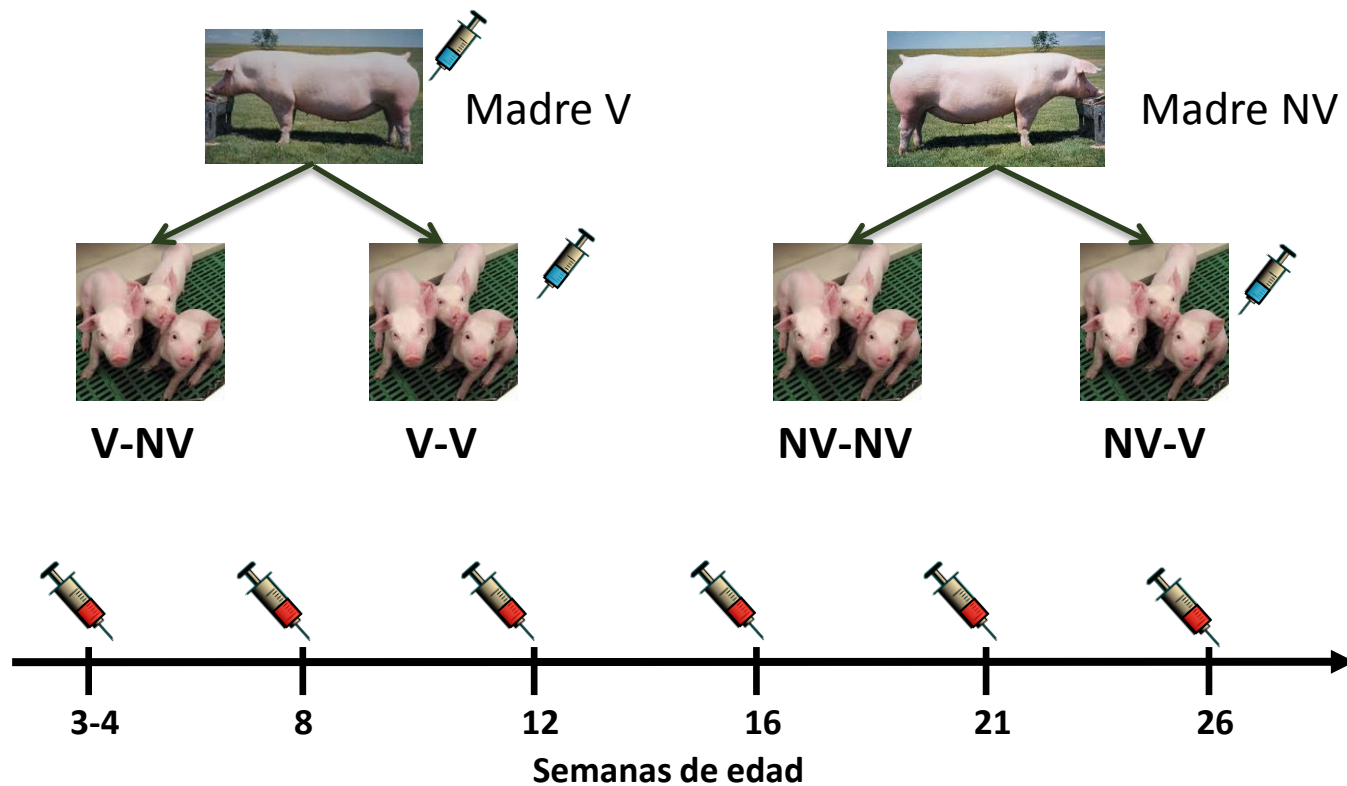 Madre V
Madre NV
V-NV
V-V
NV-NV
NV-V
3-4
8
12
16
21
26
Semanas de edad